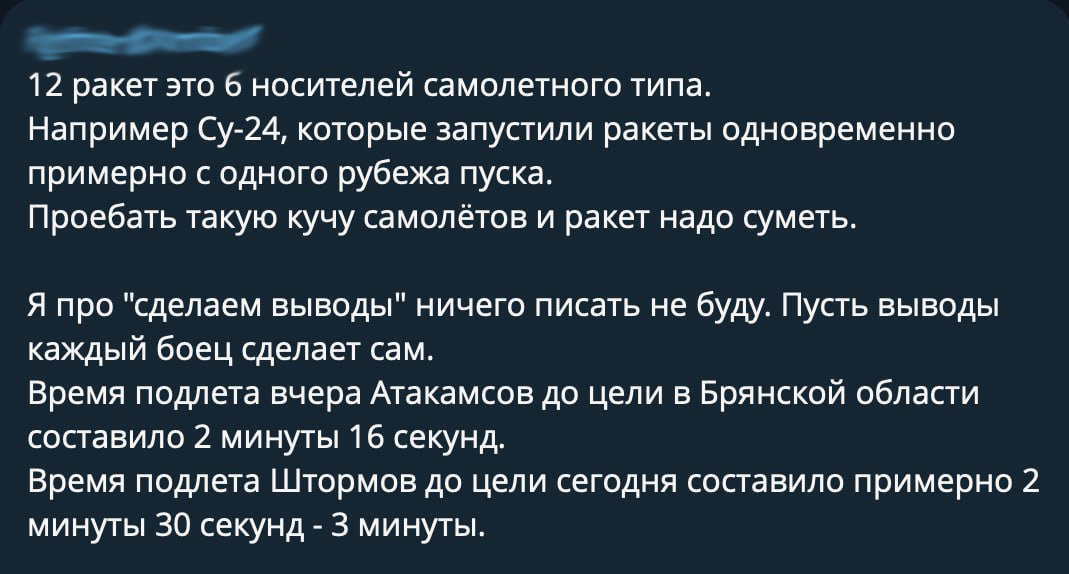 12 ракет это 6 носителей самолетного типа.
Например Су-24, которые запустили ракеты одновременно
примерно с одного рубежа пуска.
Проебать такую кучу самолётов и ракет надо суметь.
Я про "сделаем выводы" ничего писать не буду. Пусть выводы
каждый боец сделает сам.
Время подлета вчера Атакамсов до цели в Брянской области
составило 2 минуты 16 секунд.
Время подлета Штормов до цели сегодня составило примерно 2
минуты 30 секунд - 3 минуты.